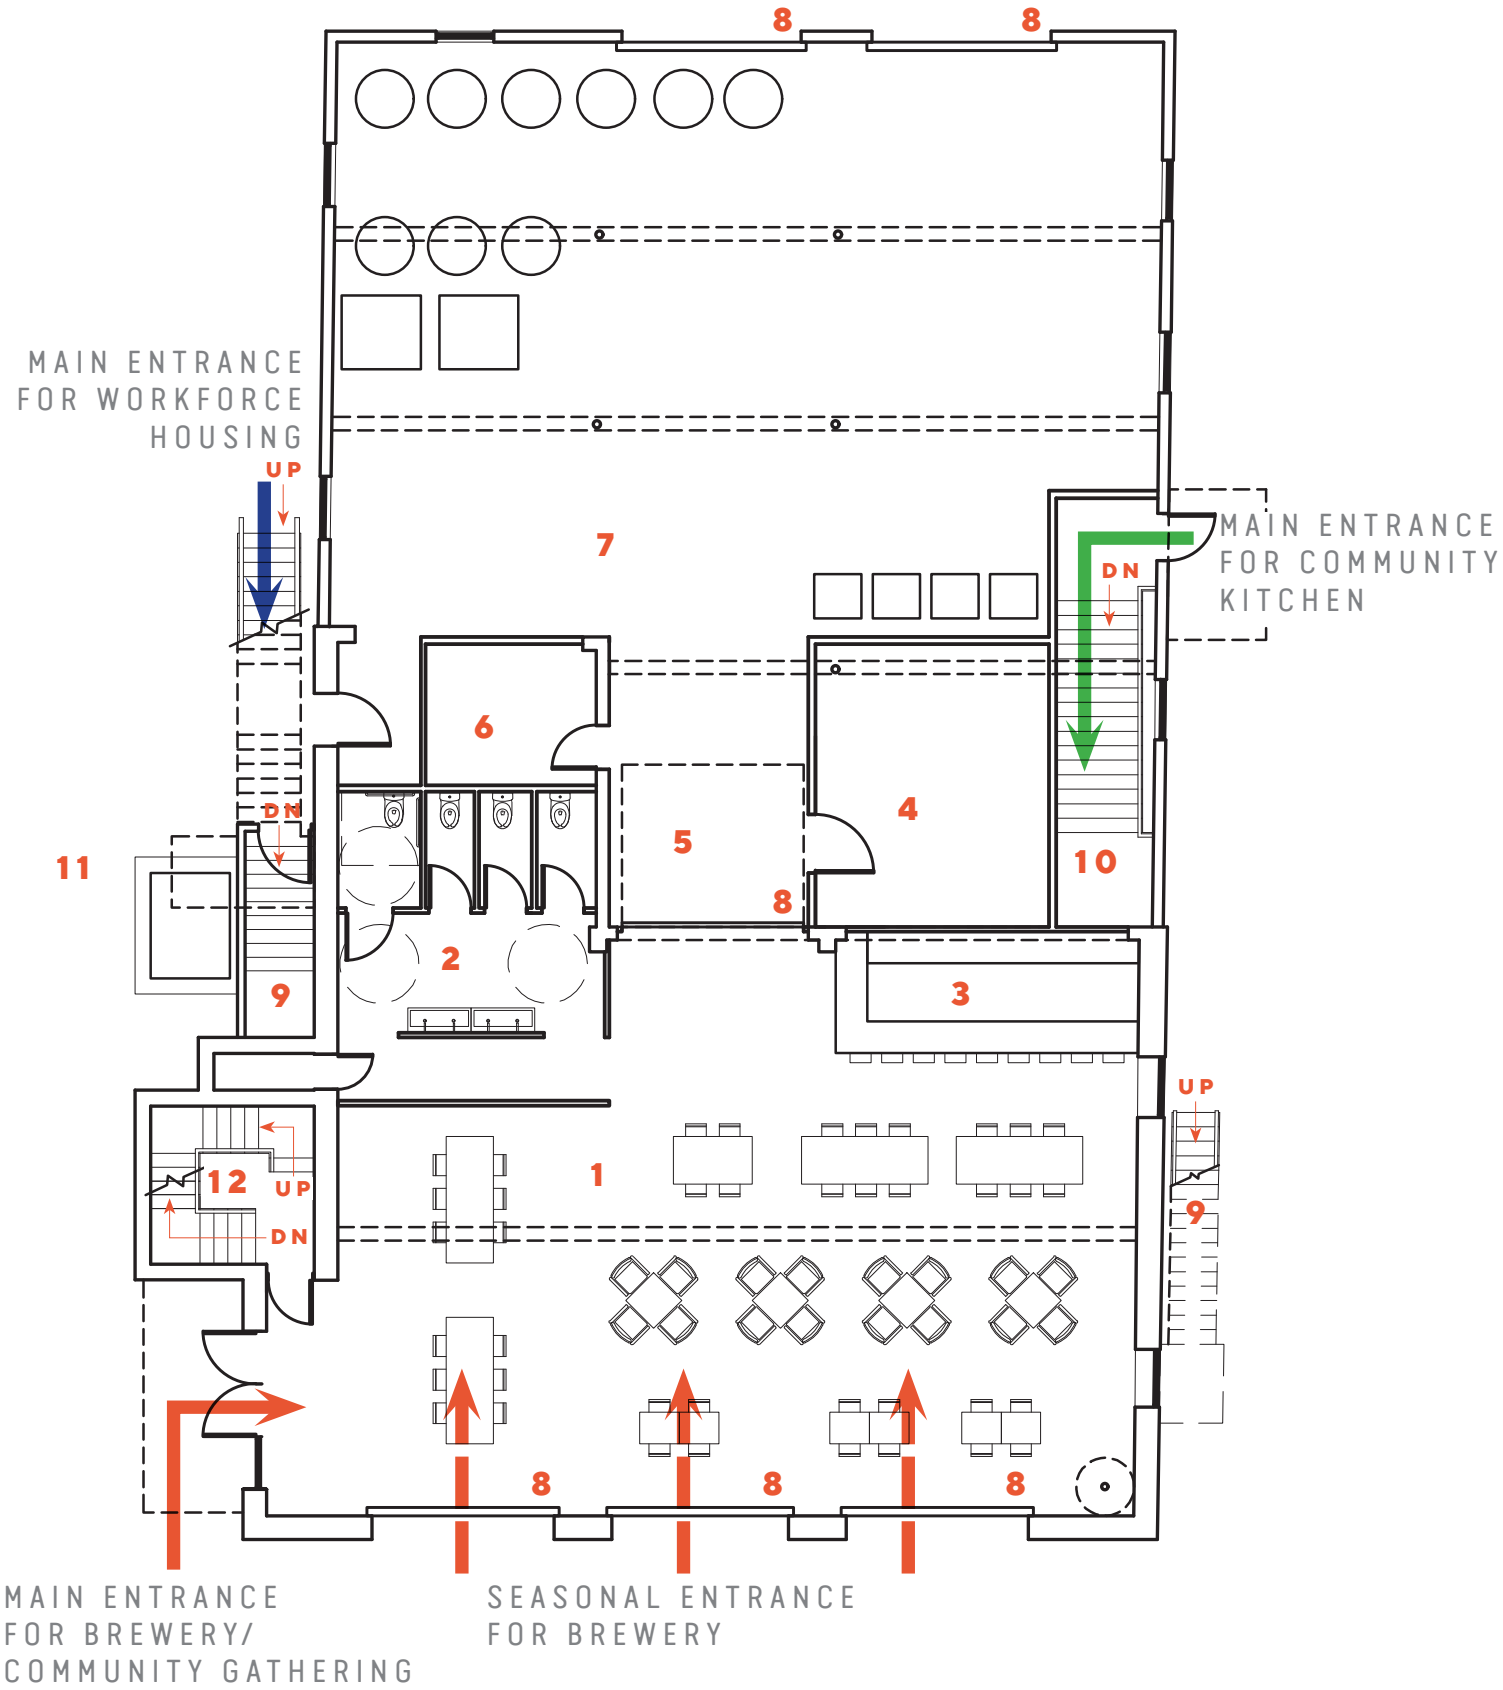 8
8
MAIN ENTRANCE
FOR WORKFORCE
HOUSING
UP
MAIN ENTRANCE
FOR COMMUNITY
KITCHEN
7
DN
6
4
DN
5
10
11
8
2
9
3
UP
1
12
UP
9
DN
8
8
8
MAIN ENTRANCE
FOR BREWERY/
COMMUNITY GATHERING
SEASONAL ENTRANCE
FOR BREWERY